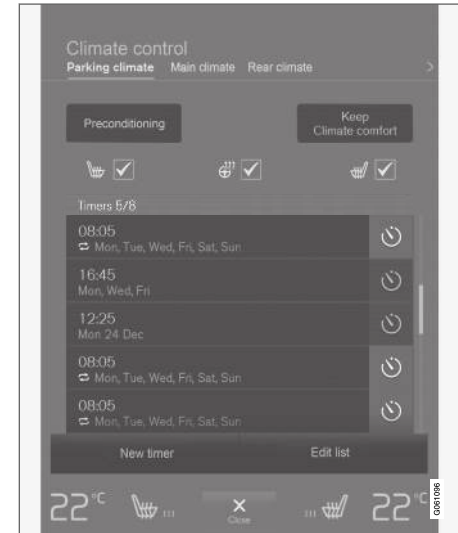 Climate control
Parking climate Main climate Rear climate
Preconditioning
Keep
Climate comfort
Timers 5/8
08:05
Mon, Tue, Wed, Fri, Sat, Sun
16:45
Mon, Wed, Fri
12:25
Mon 24 Dec
08:05
Mon, Tue, Wed, Fri, Sat, Sun
08:05
Mon, Tue, Wed, Fri, Sat, Sun
New timer Edit list
22°C Close 22°C
G061096